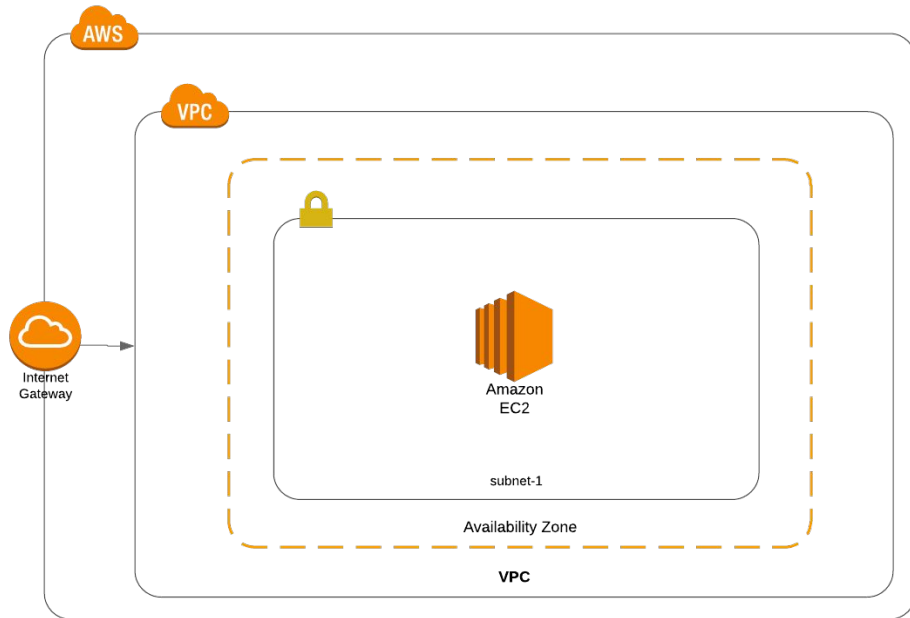 AWS
VPC
Internet
Gateway
Amazon
EC2
subnet-1
Availability Zone
VPC